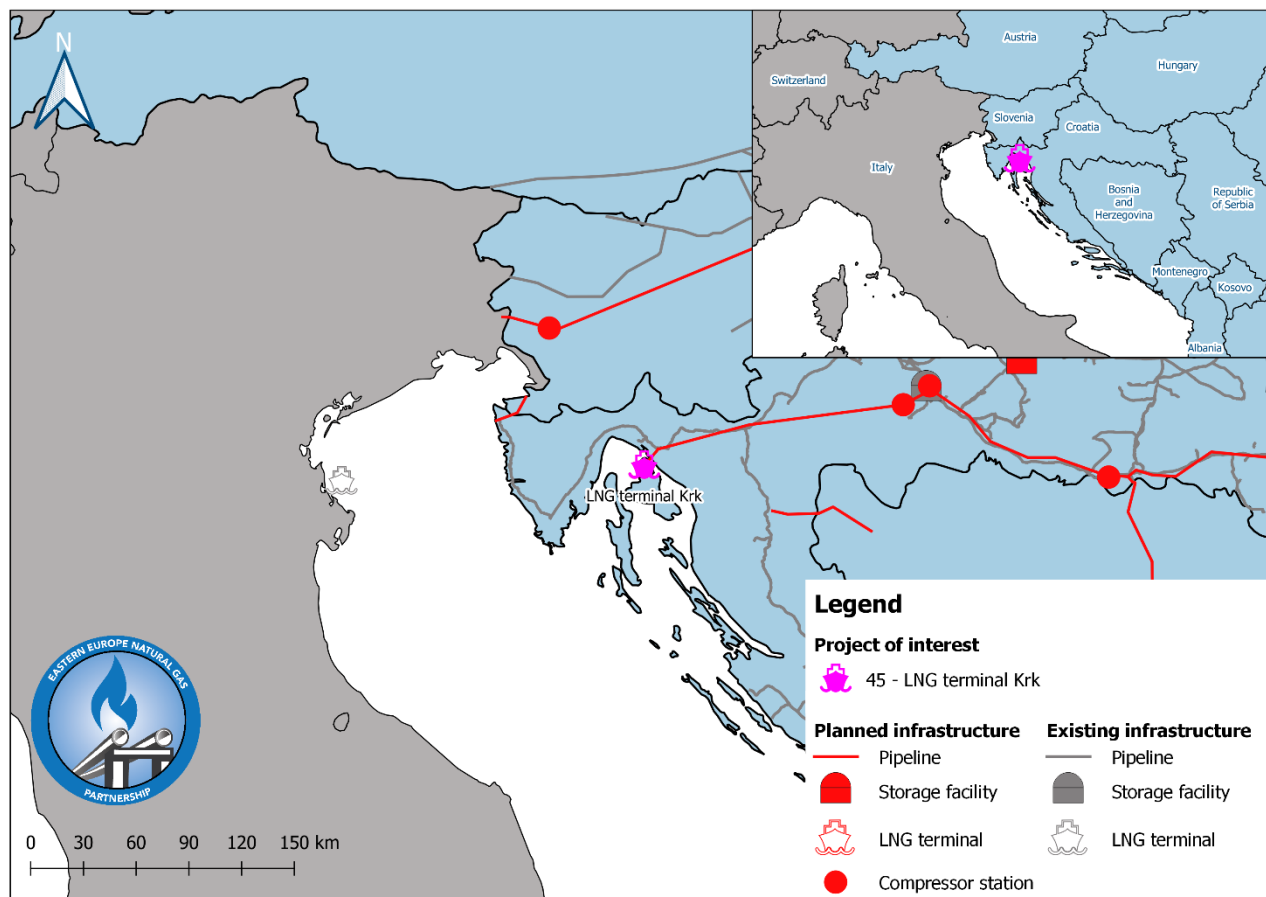 N
Austria
Switzerland
Hungary
Slovenia
Croatia
Italy
Bosnia
and
Herzegovina
Republic
of Serbia
Montenegro
Kosovo
Albania
LNG terminal Krk
Legend
Project of interest
45 - LNG terminal Krk
Planned infrastructure
Existing infrastructure
Pipeline
Pipeline
Storage facility
Storage facility
LNG terminal
LNG terminal
Compressor station
EASTERN EUROPE NATURAL GAS
PARTNERSHIP
0 30 60 90 120 150 km